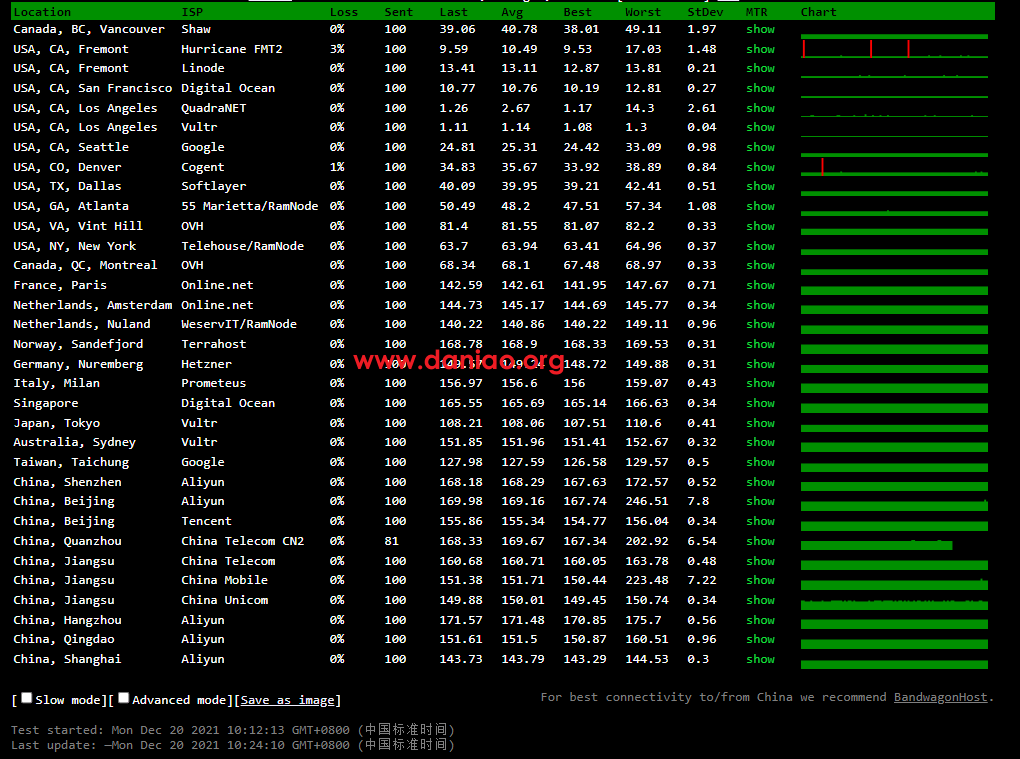 Location ISP Loss Sent Last Avg Best Worst StDev MTR Chart
Canada, BC, Vancouver Shaw 0% 100 39.06 40.78 38.01 49.11 1.97 show
USA, CA, Fremont Hurricane FMT2 3% 100 9.59 10.49 9.53 17.03 1.48 show
USA, CA, Fremont Linode 0% 100 13.41 13.11 12.87 13.81 0.21 show
USA, CA, San Francisco Digital Ocean 0% 100 10.77 10.76 10.19 12.81 0.27 show
USA, CA, Los Angeles QuadraNET 0% 100 1.26 2.67 1.17 14.3 2.61 show
USA, CA, Los Angeles Vultr 0% 100 1.11 1.14 1.08 1.3 0.04 show
USA, CA, Seattle Google 0% 100 24.81 25.31 24.42 33.09 0.98 show
USA, CO, Denver Cogent 1% 100 34.83 35.67 33.92 38.89 0.84 show
USA, TX, Dallas Softlayer 0% 100 40.09 39.95 39.21 42.41 0.51 show
USA, GA, Atlanta 55 Marietta/RamNode 0% 100 50.49 48.2 47.51 57.34 1.08 show
USA, VA, Vint Hill OVH 0% 100 81.4 81.55 81.07 82.2 0.33 show
USA, NY, New York Telehouse/RamNode 0% 100 63.7 63.94 63.41 64.96 0.37 show
Canada, QC, Montreal OVH 0% 100 68.34 68.1 67.48 68.97 0.33 show
France, Paris Online.net 0% 100 142.59 142.61 141.95 147.67 0.71 show
Netherlands, Amsterdam Online.net 0% 100 144.73 145.17 144.69 145.77 0.34 show
Netherlands, Nuland WeservIT/RamNode 0% 100 140.22 140.86 140.22 149.11 0.96 show
Norway, Sandefjord Terrahost 0% 100 168.78 168.9 168.33 169.53 0.31 show
www.daniao.org
Germany, Nuremberg Hetzner 0% 100 148.72 149.88 0.31 show
Italy, Milan Prometeus 0% 100 156.97 156.6 156 159.07 0.43 show
Singapore Digital Ocean 0% 100 165.55 165.69 165.14 166.63 0.34 show
Japan, Tokyo Vultr 0% 100 108.21 108.06 107.51 110.6 0.41 show
Australia, Sydney Vultr 0% 100 151.85 151.96 151.41 152.67 0.32 show
Taiwan, Taichung Google 0% 100 127.98 127.59 126.58 129.57 0.5 show
China, Shenzhen Aliyun 0% 100 168.18 168.29 167.63 172.57 0.52 show
China, Beijing Aliyun 0% 100 169.98 169.16 167.74 246.51 7.8 show
China, Beijing Tencent 0% 100 155.86 155.34 154.77 156.04 0.34 show
China, Quanzhou China Telecom CN2 0% 81 168.33 169.67 167.34 202.92 6.54 show
China, Jiangsu China Telecom 0% 100 160.68 160.71 160.05 163.78 0.48 show
China, Jiangsu China Mobile 0% 100 151.38 151.71 150.44 223.48 7.22 show
China, Jiangsu China Unicom 0% 100 149.88 150.01 149.45 150.74 0.34 show
China, Hangzhou Aliyun 0% 100 171.57 171.48 170.85 175.7 0.56 show
China, Qingdao Aliyun 0% 100 151.61 151.5 150.87 160.51 0.96 show
China, Shanghai Aliyun 0% 100 143.73 143.79 143.29 144.53 0.3 show
[Slow mode][Advanced mode][Save as image]
For best connectivity to/from China we recommend BandwagonHost.
Test started: Mon Dec 20 2021 10:12:13 GMT+0800 (中国标准时间)
Last update: —Mon Dec 20 2021 10:24:10 GMT+0800 (中国标准时间)